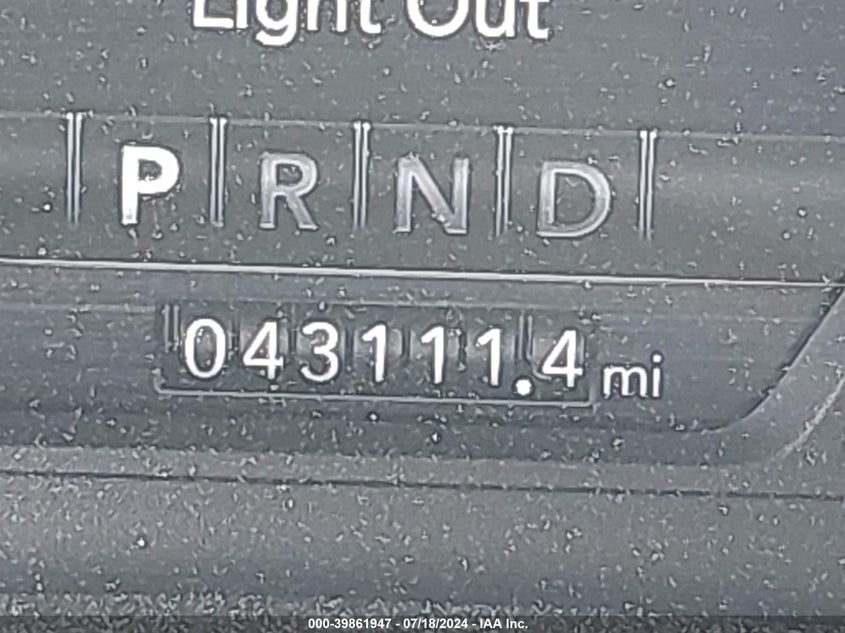 Light Out
P R N D
043111.4 mi
000-39861947 - 07/18/2024 - IAA Inc.